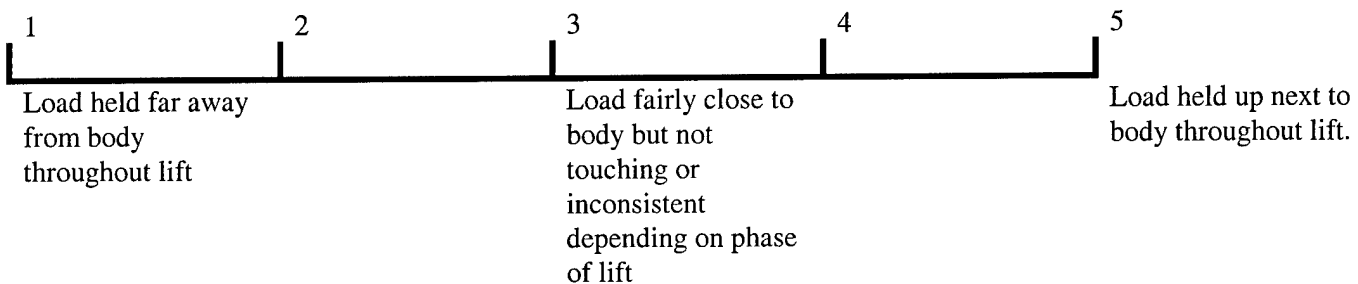 1
2
3
4
5
Load held far away
from body
throughout lift
Load fairly close to
body but not
touching or
inconsistent
depending on phase
of lift
Load held up next to
body throughout lift.